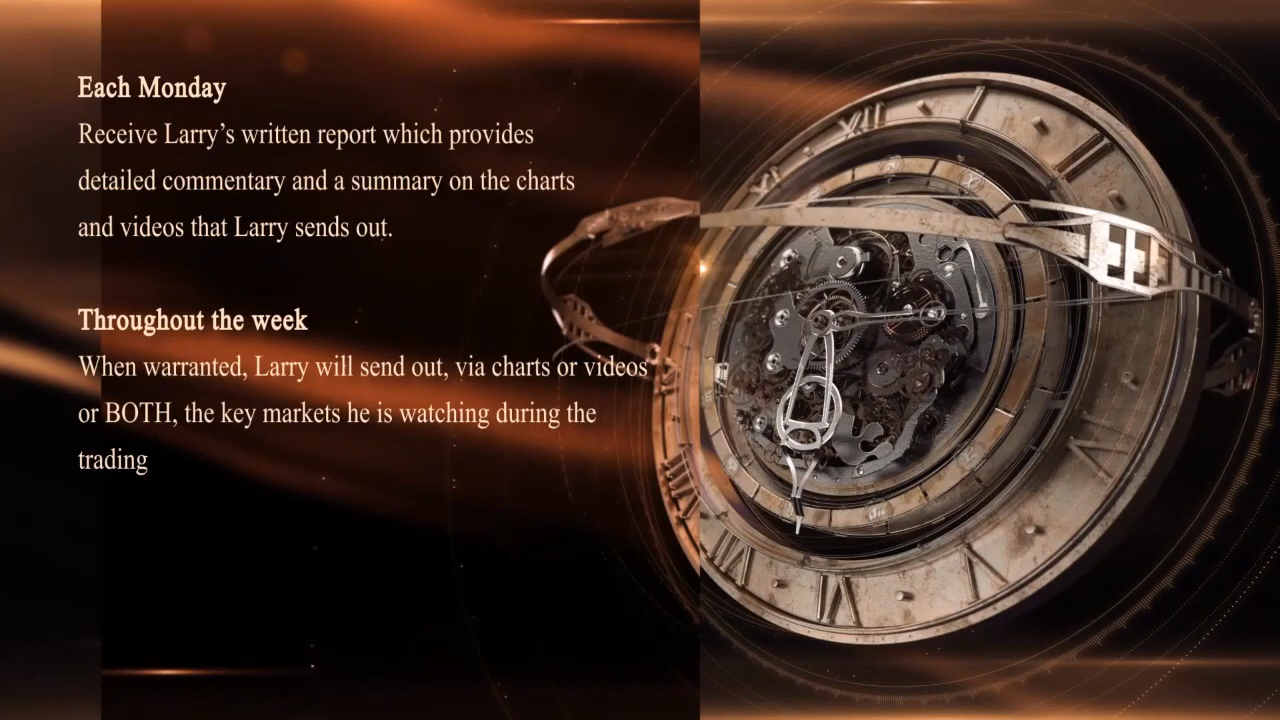 Each Monday
Receive Larry’s written report which provides
detailed commentary and a summary on the charts
and videos that Larry sends out.
Throughout the week
When warranted, Larry will send out, via charts or videos
or BOTH, the key markets he is watching during the
trading